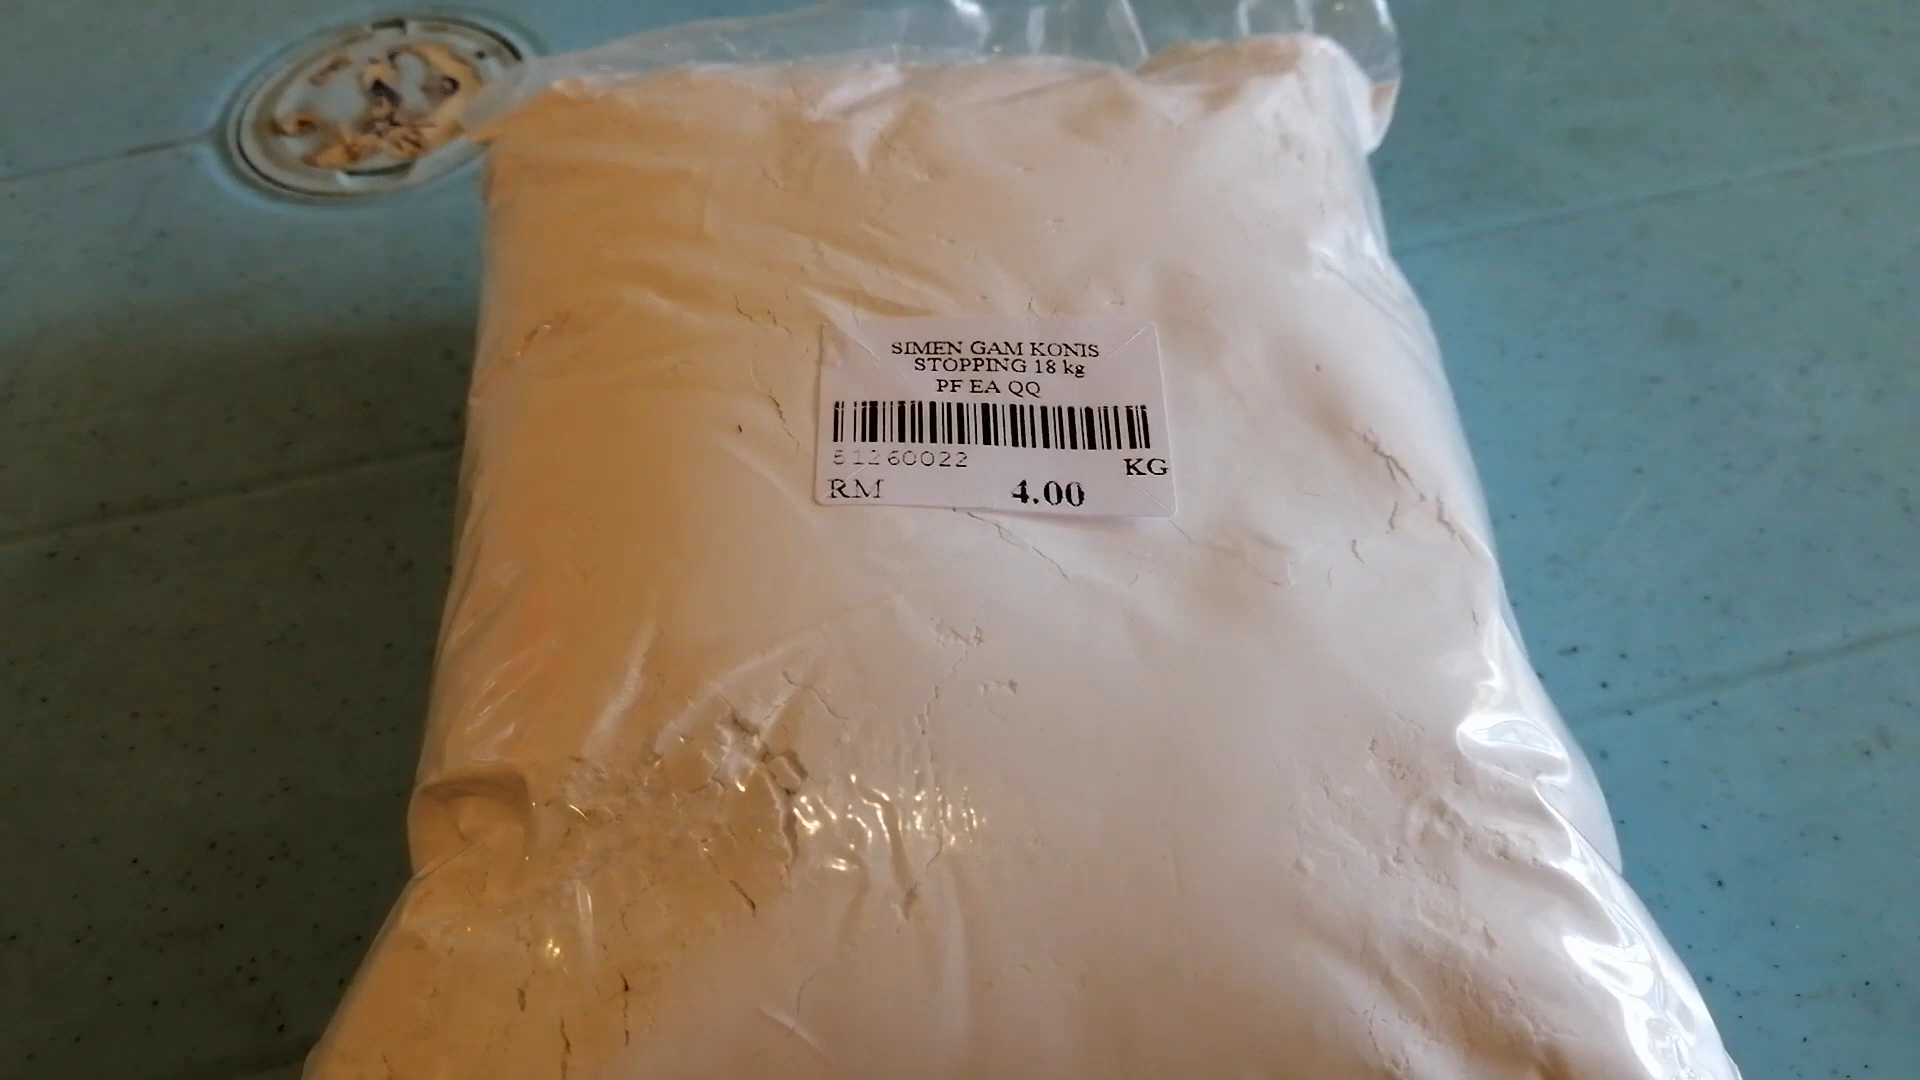 SIMEN GAM KONIS
STOPPING 18 kg
PF EA QQ
51260022
KG
RM 4.00